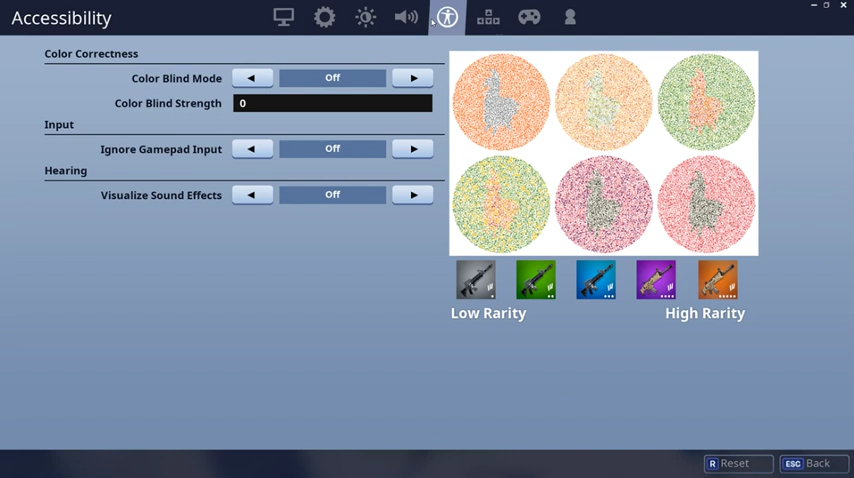 Accessibility
Color Correctness
Color Blind Mode Off
Color Blind Strength 0
Input
Ignore Gamepad Input Off
Hearing
Visualize Sound Effects Off
Low Rarity High Rarity
R Reset ESC Back